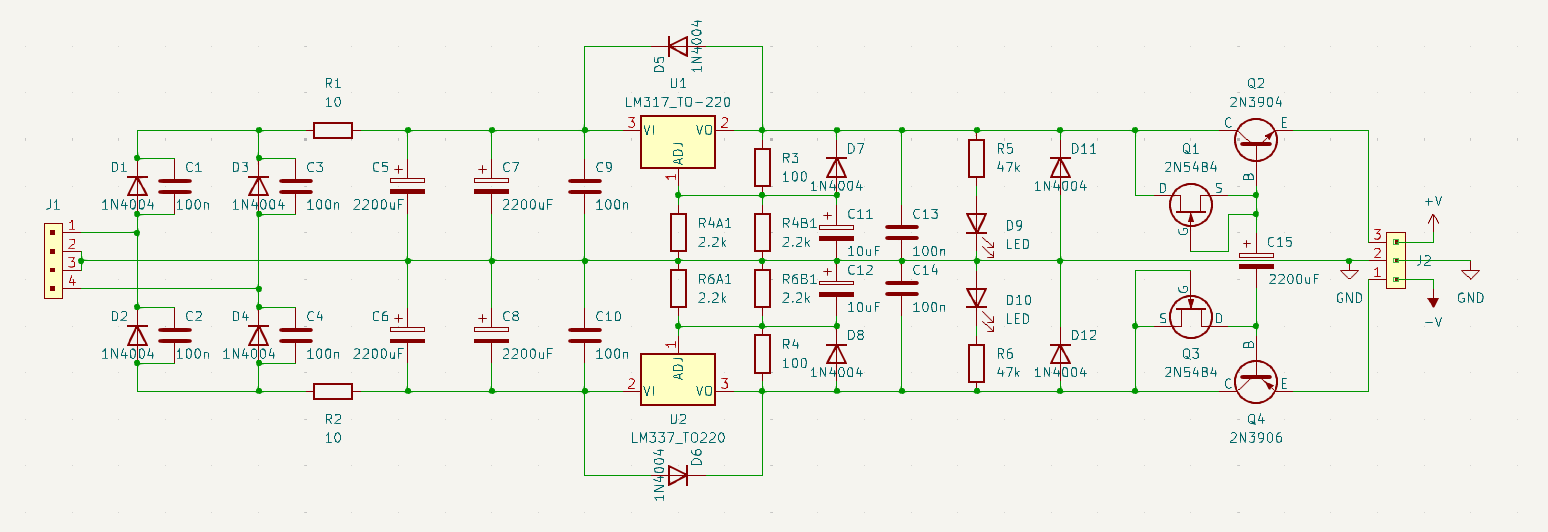 D5
1N4004
U1
LM317_TO-220
3 VI VO 2
ADJ
1
R1
10
Q2
2N3904
C E
B
Q1
2N5484
D S
G
D1
1N4004
C1
100n
D3
1N4004
C3
100n
C5
+
2200uF
C7
+
2200uF
C9
100n
R3
100
D7
1N4004
R5
47k
D11
1N4004
J1
1
2
3
4
R4A1
2.2k
R4B1
2.2k
C11
+
10uF
C13
100n
D9
LED
C15
+
2200uF
+V
3
2
1
J2
GND
GND
-V
R6A1
2.2k
R6B1
2.2k
C12
+
10uF
C14
100n
D10
LED
G
S D
Q3
2N5484
D2
1N4004
C2
100n
D4
1N4004
C4
100n
C6
+
2200uF
C8
+
2200uF
C10
100n
R4
100
D8
1N4004
R6
47k
D12
1N4004
1
ADJ
2 VI VO 3
U2
LM337_TO220
R2
10
B
C E
Q4
2N3906
1N4004
D6